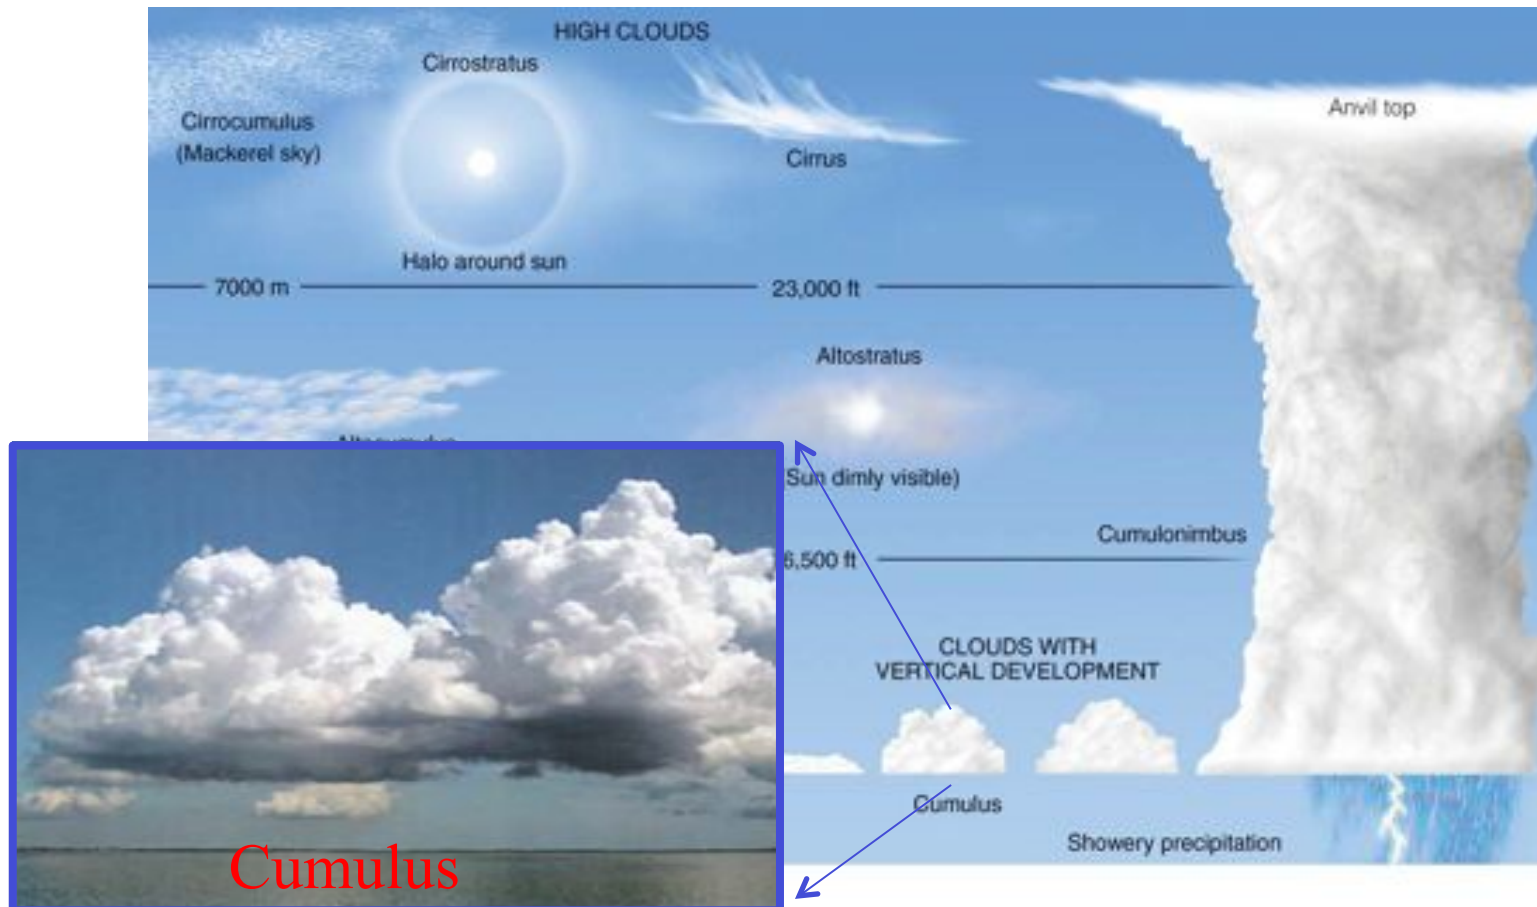 HIGH CLOUDS
Cirrostratus
Cirrocumulus
(Mackerel sky)
Cirrus
Anvil top
Halo around sun
7000 m
23,000 ft
Altostratus
(Sun dimly visible)
Cumulonimbus
6,500 ft
CLOUDS WITH
VERTICAL DEVELOPMENT
Cumulus
Showery precipitation
Cumulus